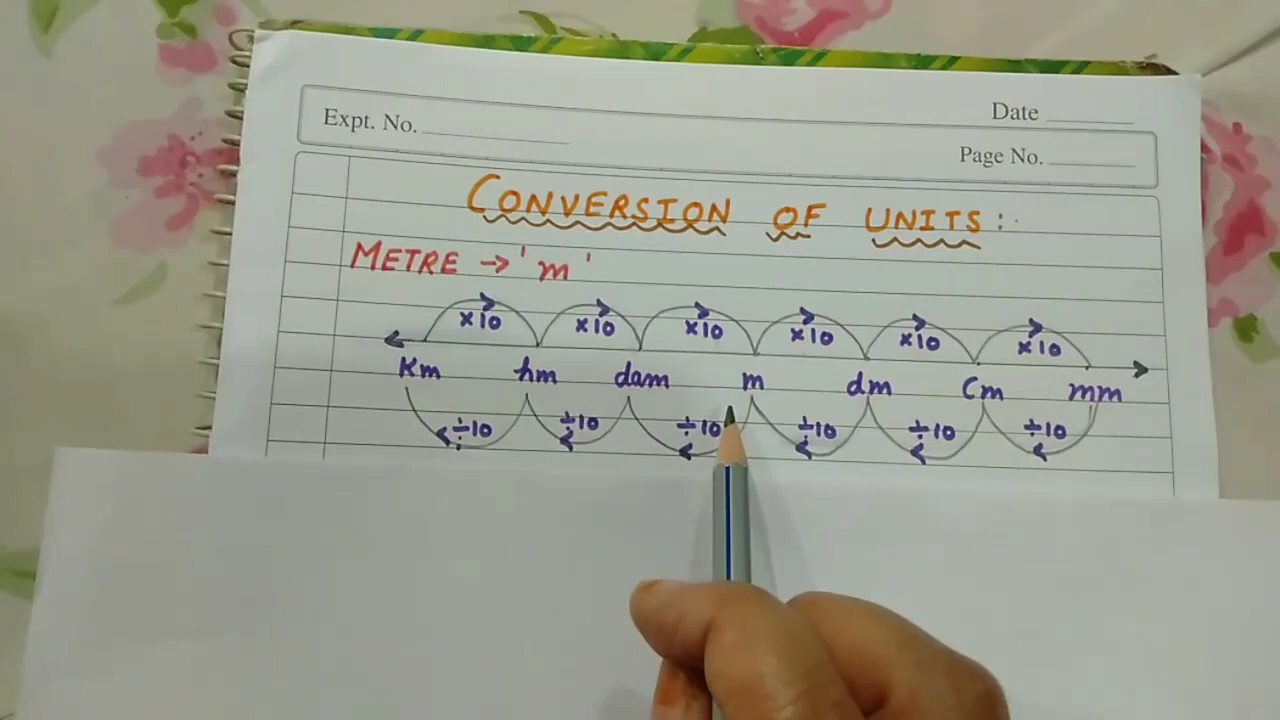 Expt. No.
Date
Page No.
CONVERSION OF UNITS:
METRE → 'm'
×10 ×10 ×10 ×10 ×10 ×10
Km hm dam m dm Cm mm
÷10 ÷10 ÷10 ÷10 ÷10 ÷10